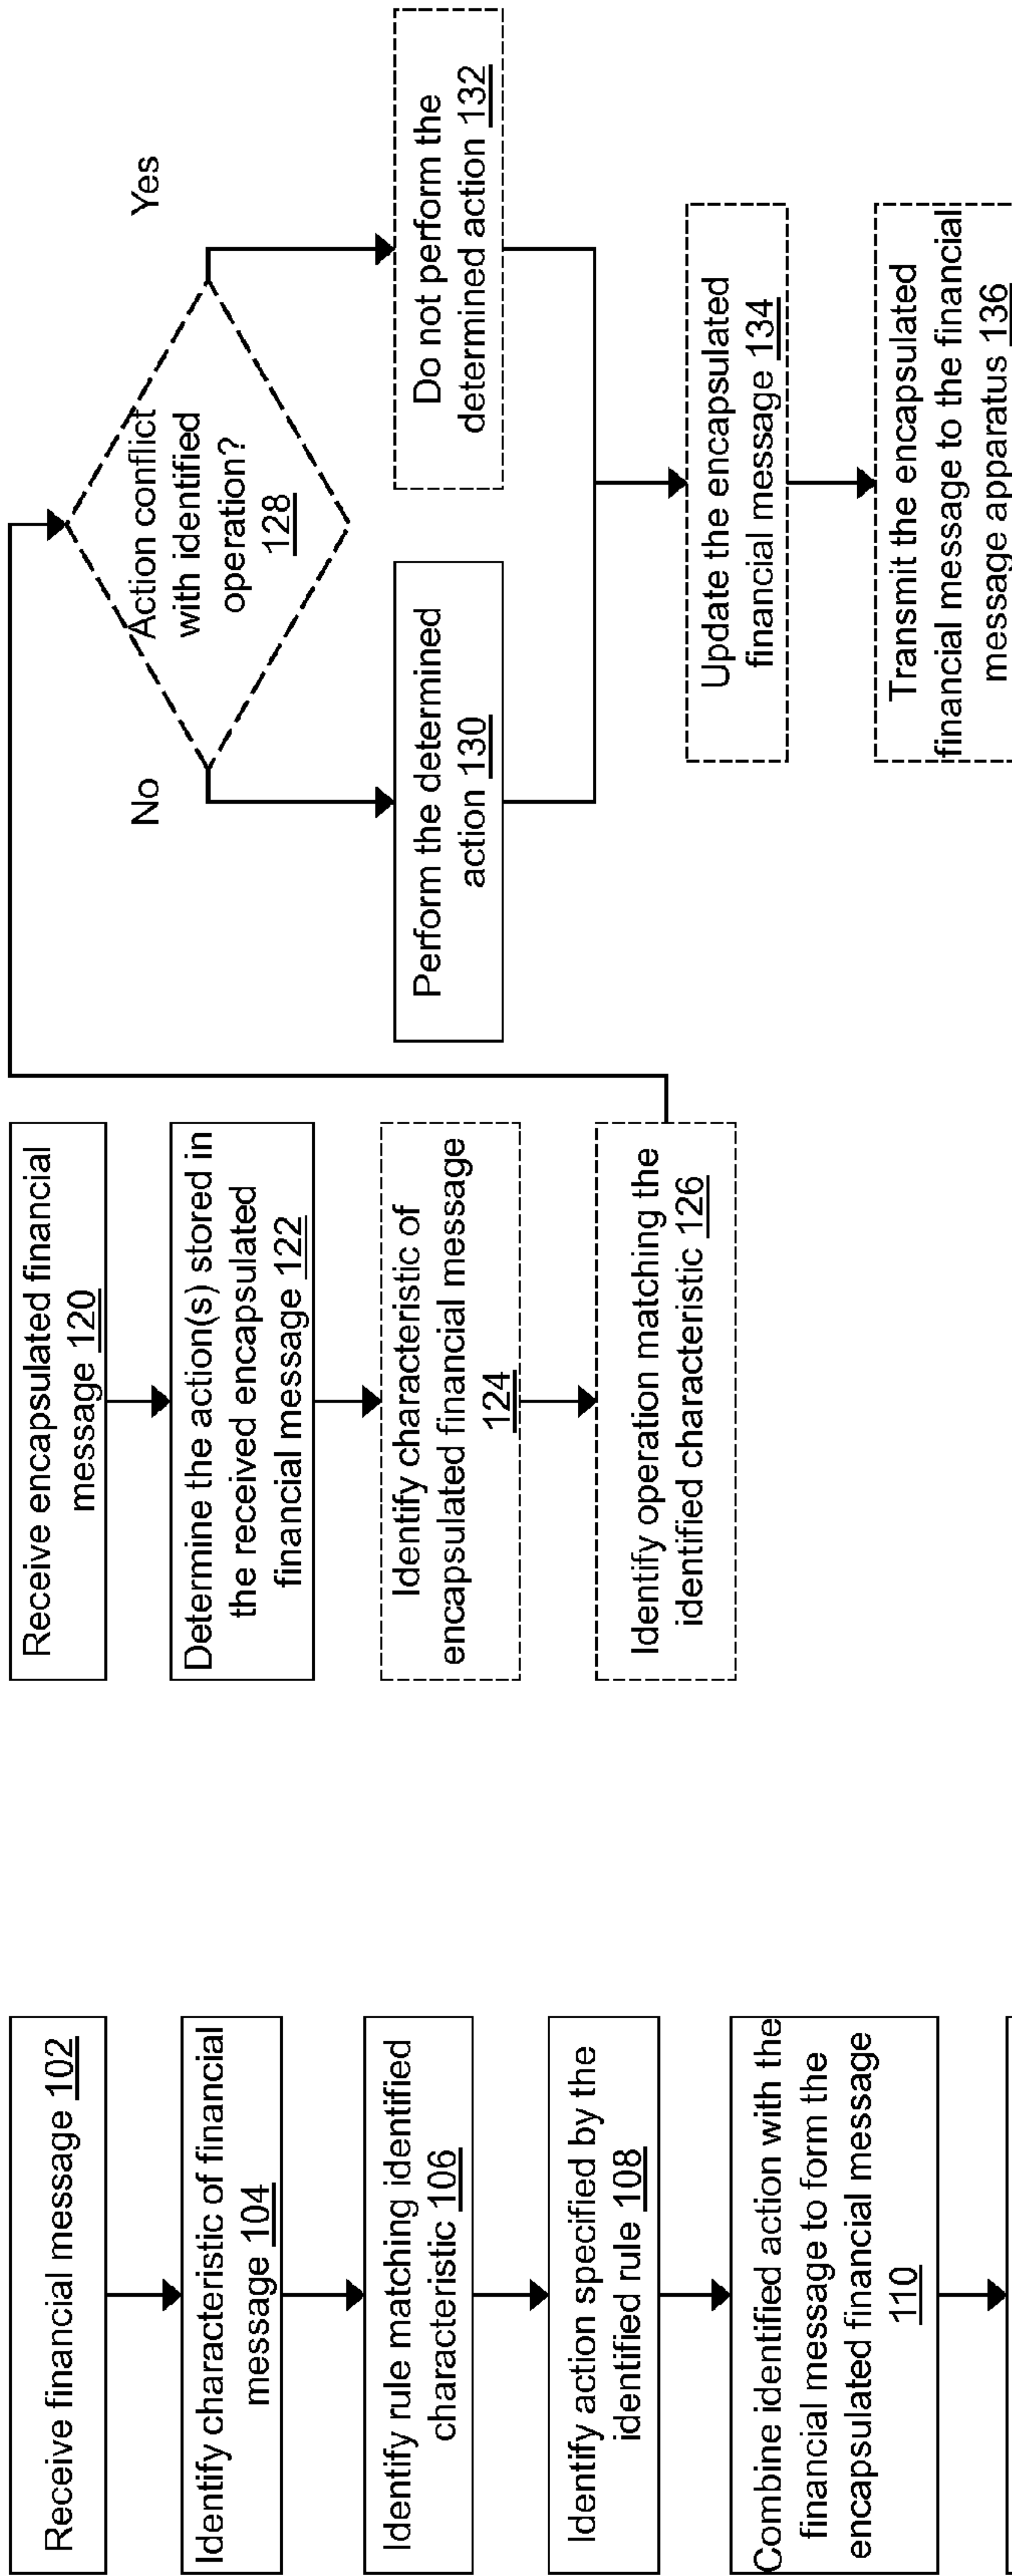 Receive financial message 102
Identify characteristic of financial
message 104
Identify rule matching identified
characteristic 106
Identify action specified by the
identified rule 108
Combine identified action with the
financial message to form the
encapsulated financial message
110
Receive encapsulated financial
message 120
Determine the action(s) stored in
the received encapsulated
financial message 122
Identify characteristic of
encapsulated financial message
124
Identify operation matching the
identified characteristic 126
Action conflict
with identified
operation?
128
No
Yes
Perform the determined
action 130
Do not perform the
determined action 132
Update the encapsulated
financial message 134
Transmit the encapsulated
financial message to the financial
message apparatus 136